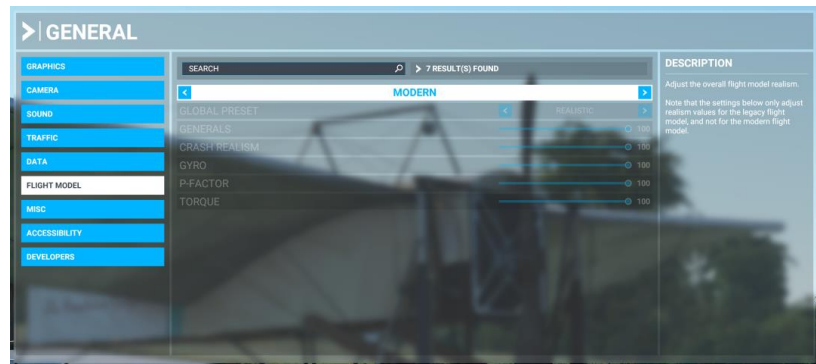 GENERAL
GRAPHICS
CAMERA
SOUND
TRAFFIC
DATA
FLIGHT MODEL
MISC
ACCESSIBILITY
DEVELOPERS
SEARCH
7 RESULT(S) FOUND
MODERN
GLOBAL PRESET REALISTIC
GENERALS 100
CRASH REALISM 100
GYRO 100
P-FACTOR 100
TORQUE 100
DESCRIPTION
Adjust the overall flight model realism.
Note that the settings below only adjust
realism values for the legacy flight
model, and not for the modern flight
model.